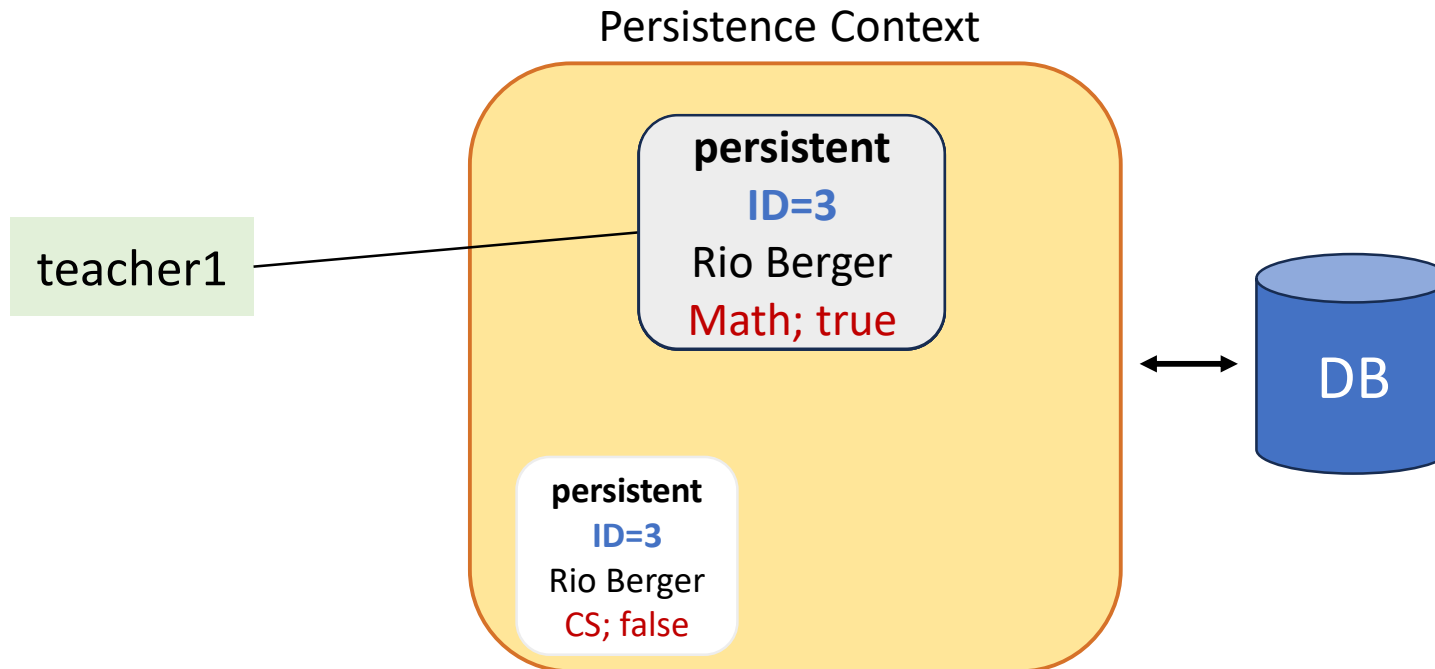 Persistence Context
persistent
ID=3
Rio Berger
Math; true
teacher1
DB
persistent
ID=3
Rio Berger
CS; false